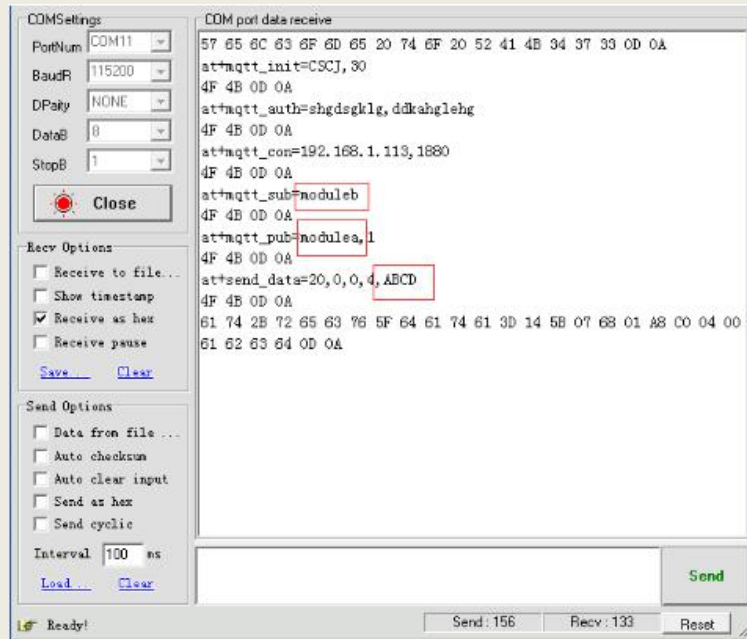 COMSettings
PortNum COM11
BaudR 115200
DPaity NONE
DataB 8
StopB 1
Close
Recv Options
Receive to file...
Show timestamp
Receive as hex
Receive pause
Save... Clear
Send Options
Data from file ...
Auto checksum
Auto clear input
Send as hex
Send cyclic
Interval 100 ms
Load... Clear
COM port data receive
57 65 6C 63 6F 6D 65 20 74 6F 20 52 41 4B 34 37 33 0D 0A
at+mqtt_init=CSCJ,30
4F 4B 0D 0A
at+mqtt_auth=shgdsgklg,ddkahglehg
4F 4B 0D 0A
at+mqtt_con=192.168.1.113,1880
4F 4B 0D 0A
at+mqtt_sub=moduleb
4F 4B 0D 0A
at+mqtt_pub=modulea,1
4F 4B 0D 0A
at+send_data=20,0,0,4,ABCD
4F 4B 0D 0A
61 74 2B 72 65 63 76 5F 64 61 74 61 3D 14 5B 07 68 01 A8 C0 04 00
61 62 63 64 0D 0A
Send
Ready!
Send : 156
Recv : 133
Reset